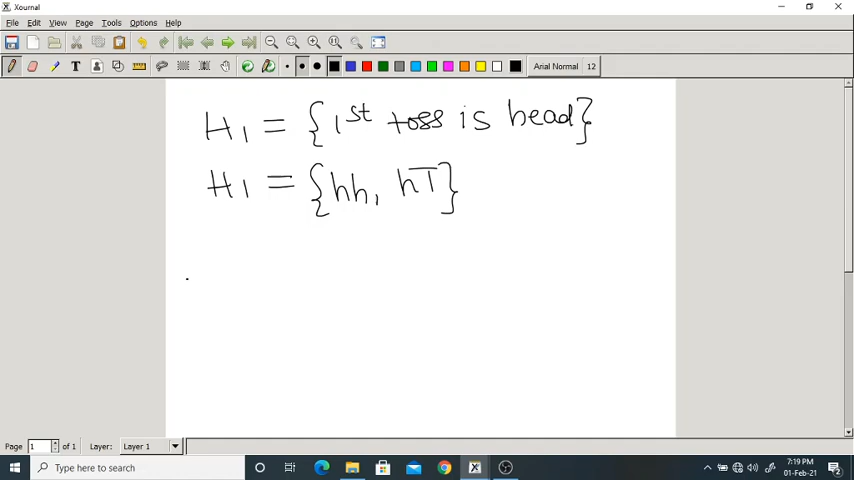 Xournal
File Edit View Page Tools Options Help
Arial Normal 12
H1 = {1st toss is head}
H1 = {hh, hT}
Page 1 of 1 Layer: Layer 1
Type here to search
7:19 PM
01-Feb-21
2